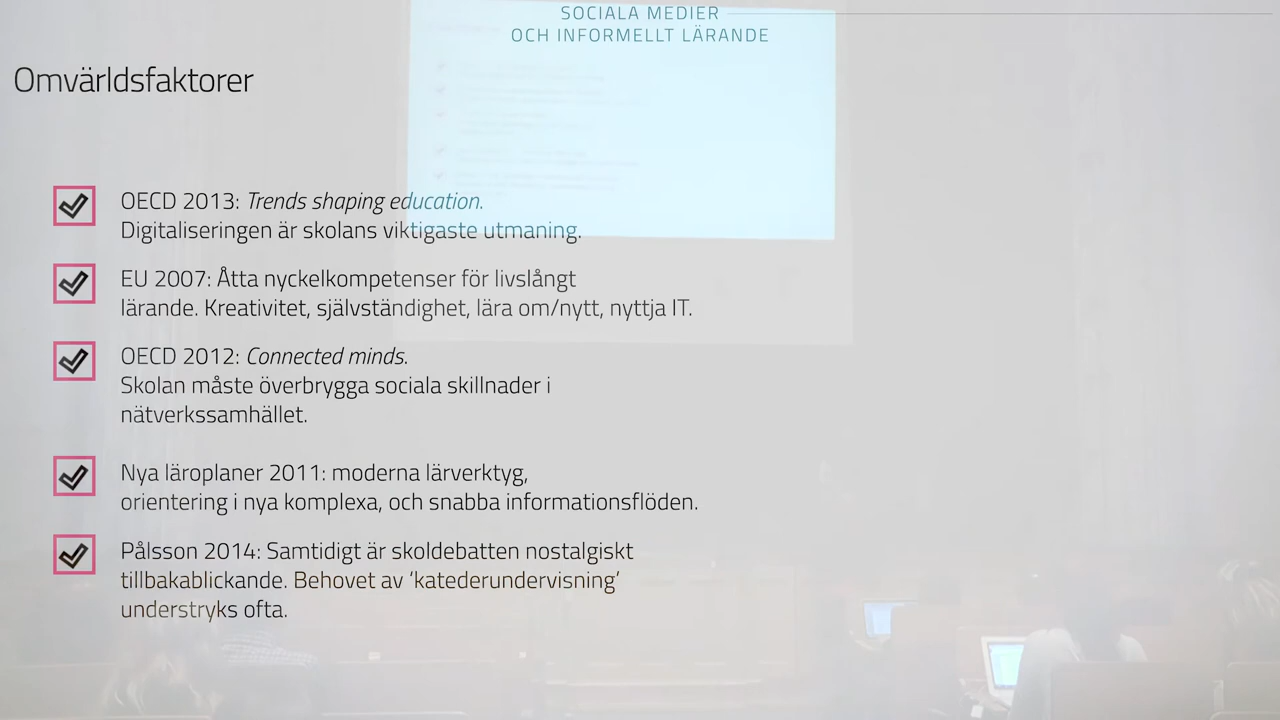 SOCIALA MEDIER
OCH INFORMELLT LÄRANDE
Omvärldsfaktorer
OECD 2013: Trends shaping education.
Digitaliseringen är skolans viktigaste utmaning.
EU 2007: Åtta nyckelkompetenser för livslångt
lärande. Kreativitet, självständighet, lära om/nytt, nyttja IT.
OECD 2012: Connected minds.
Skolan måste överbrygga sociala skillnader i
nätverkssamhället.
Nya läroplaner 2011: moderna lärverktyg,
orientering i nya komplexa, och snabba informationsflöden.
Pålsson 2014: Samtidigt är skoldebatten nostalgiskt
tillbakablickande. Behovet av ‘katederundervisning’
understryks ofta.